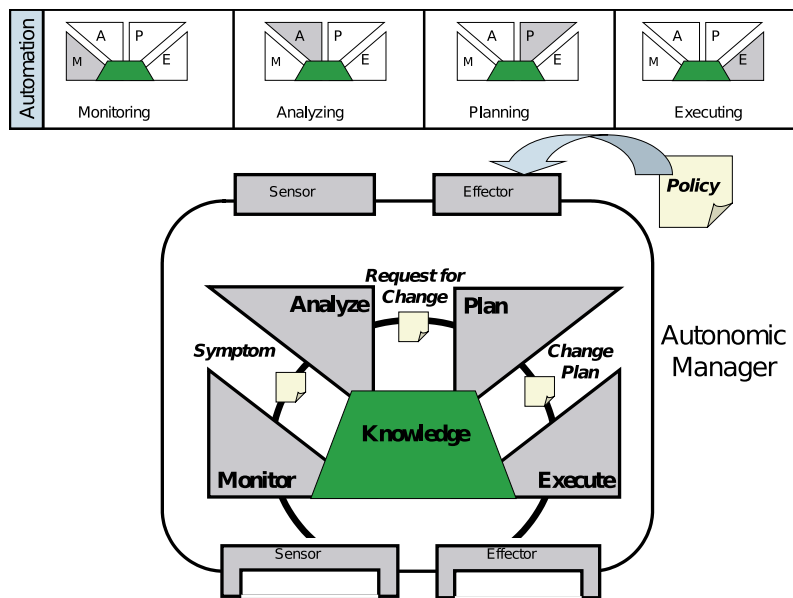 Automation
A P
M E
Monitoring
A P
M E
Analyzing
A P
M E
Planning
A P
M E
Executing
Sensor
Effector
Policy
Request for
Change
Analyze
Plan
Symptom
Change
Plan
Autonomic
Manager
Knowledge
Monitor
Execute
Sensor
Effector